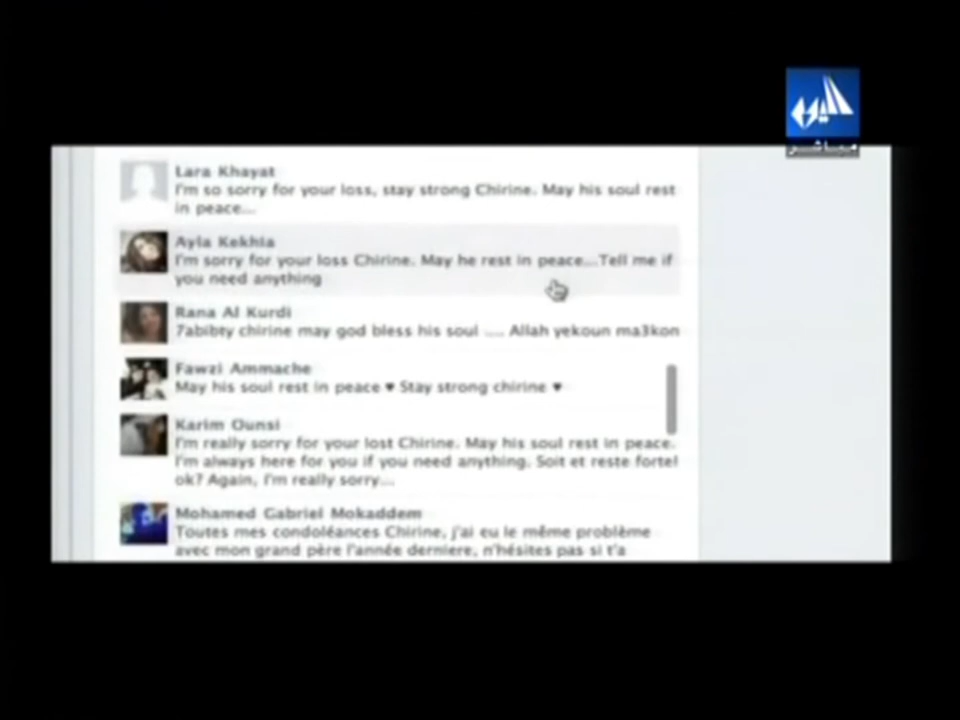 مباشر
Lara Khayat
I'm so sorry for your loss, stay strong Chirine. May his soul rest
in peace...
Ayla Kekhia
I'm sorry for your loss Chirine. May he rest in peace...Tell me if
you need anything
Rana Al Kurdi
7abibty chirine may god bless his soul .... Allah yekoun ma3kon
Fawzi Ammache
May his soul rest in peace ♥ Stay strong chirine ♥
Karim Ounsi
I'm really sorry for your lost Chirine. May his soul rest in peace.
I'm always here for you if you need anything. Soit et reste forte!
ok? Again, I'm really sorry...
Mohamed Gabriel Mokaddem
Toutes mes condoléances Chirine, j'ai eu le même problème
avec mon grand père l'année derniere, n'hésites pas si t'a